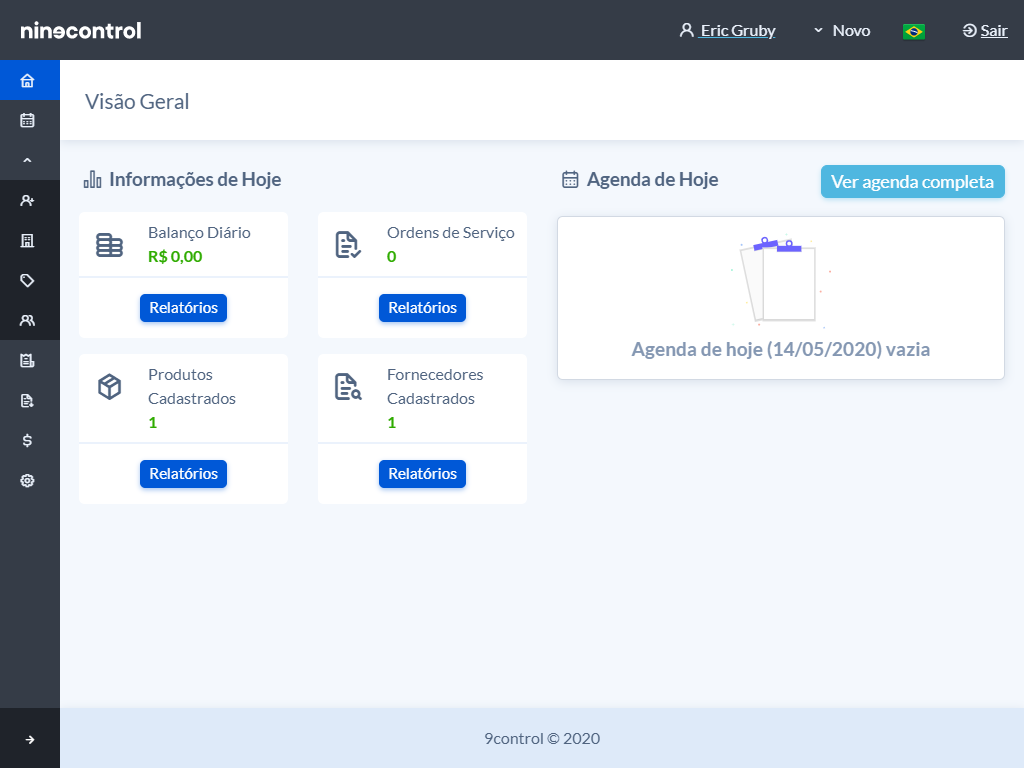 ninecontrol
Eric Gruby
Novo
Sair
Visão Geral
Informações de Hoje
Balanço Diário
R$ 0,00
Relatórios
Ordens de Serviço
0
Relatórios
Produtos
Cadastrados
1
Relatórios
Fornecedores
Cadastrados
1
Relatórios
Agenda de Hoje
Ver agenda completa
Agenda de hoje (14/05/2020) vazia
9control © 2020